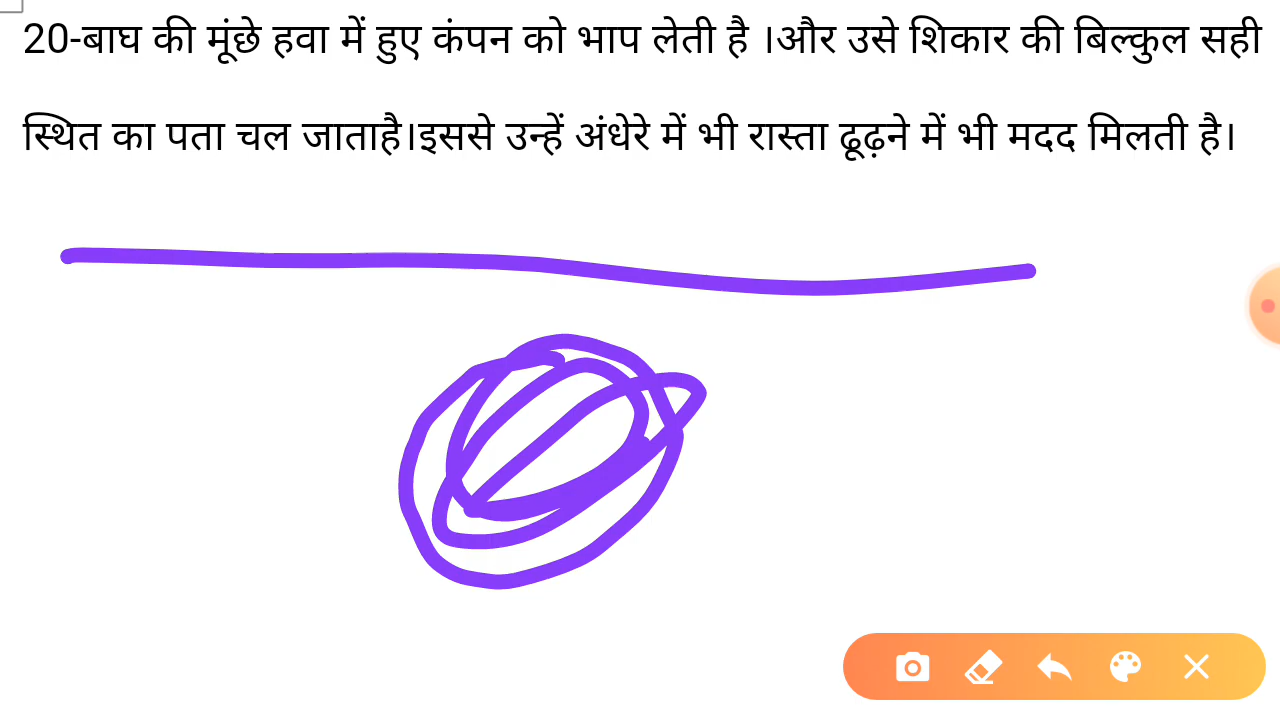 20-बाघ की मूंछे हवा में हुए कंपन को भाप लेती है ।और उसे शिकार की बिल्कुल सही
स्थित का पता चल जाताहै।इससे उन्हें अंधेरे में भी रास्ता ढूढ़ने में भी मदद मिलती है।